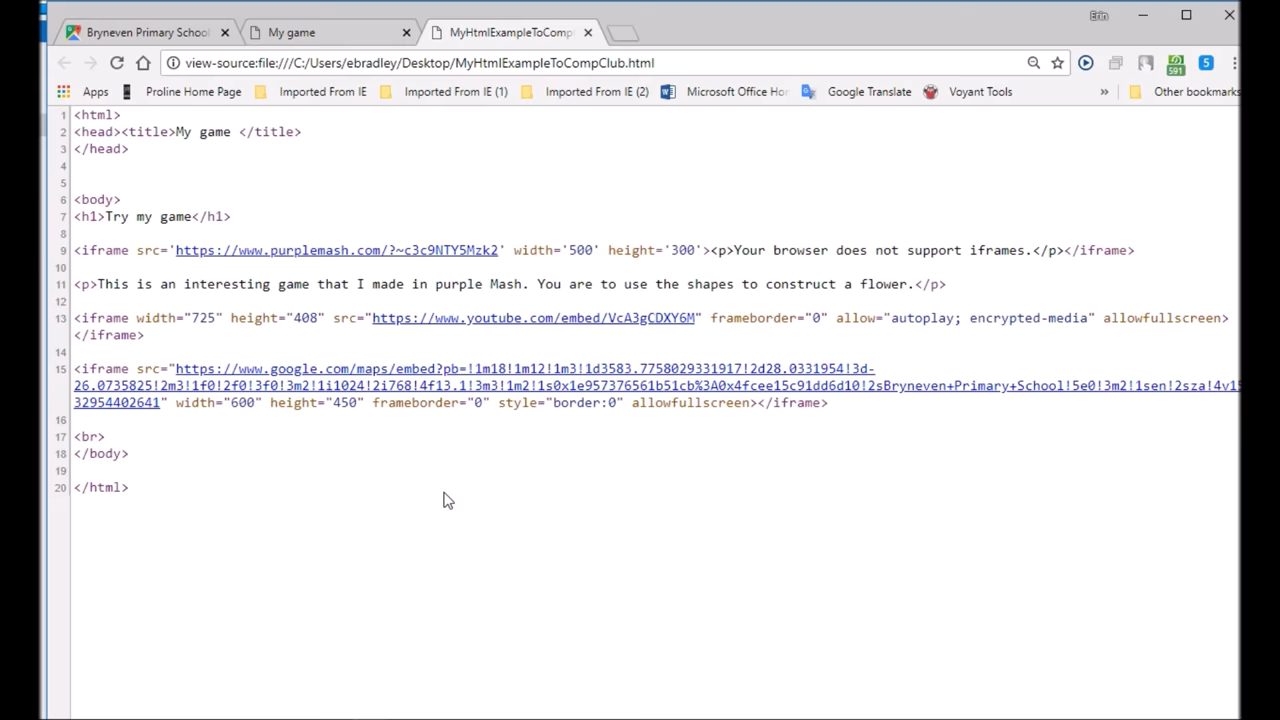 Erin
Bryneven Primary School
My game
MyHtmlExampleToComp
view-source:file:///C:/Users/ebradley/Desktop/MyHtmlExampleToCompClub.html
591
5
Apps
Proline Home Page
Imported From IE
Imported From IE (1)
Imported From IE (2)
Microsoft Office Ho
Google Translate
Voyant Tools
»
Other bookmarks
1 <html>
2 <head><title>My game </title>
3 </head>
4
5
6 <body>
7 <h1>Try my game</h1>
8
9 <iframe src='https://www.purplemash.com/?~c3c9NTY5Mzk2' width='500' height='300'><p>Your browser does not support iframes.</p></iframe>
10
11 <p>This is an interesting game that I made in purple Mash. You are to use the shapes to construct a flower.</p>
12
13 <iframe width="725" height="408" src="https://www.youtube.com/embed/VcA3gCDXY6M" frameborder="0" allow="autoplay; encrypted-media" allowfullscreen>
</iframe>
14
15 <iframe src="https://www.google.com/maps/embed?pb=!1m18!1m12!1m3!1d3583.7758029331917!2d28.0331954!3d-
26.0735825!2m3!1f0!2f0!3f0!3m2!1i1024!2i768!4f13.1!3m3!1m2!1s0x1e957376561b51cb%3A0x4fcee15c91dd6d10!2sBryneven+Primary+School!5e0!3m2!1sen!2sza!4v15
32954402641" width="600" height="450" frameborder="0" style="border:0" allowfullscreen></iframe>
16
17 <br>
18 </body>
19
20 </html>